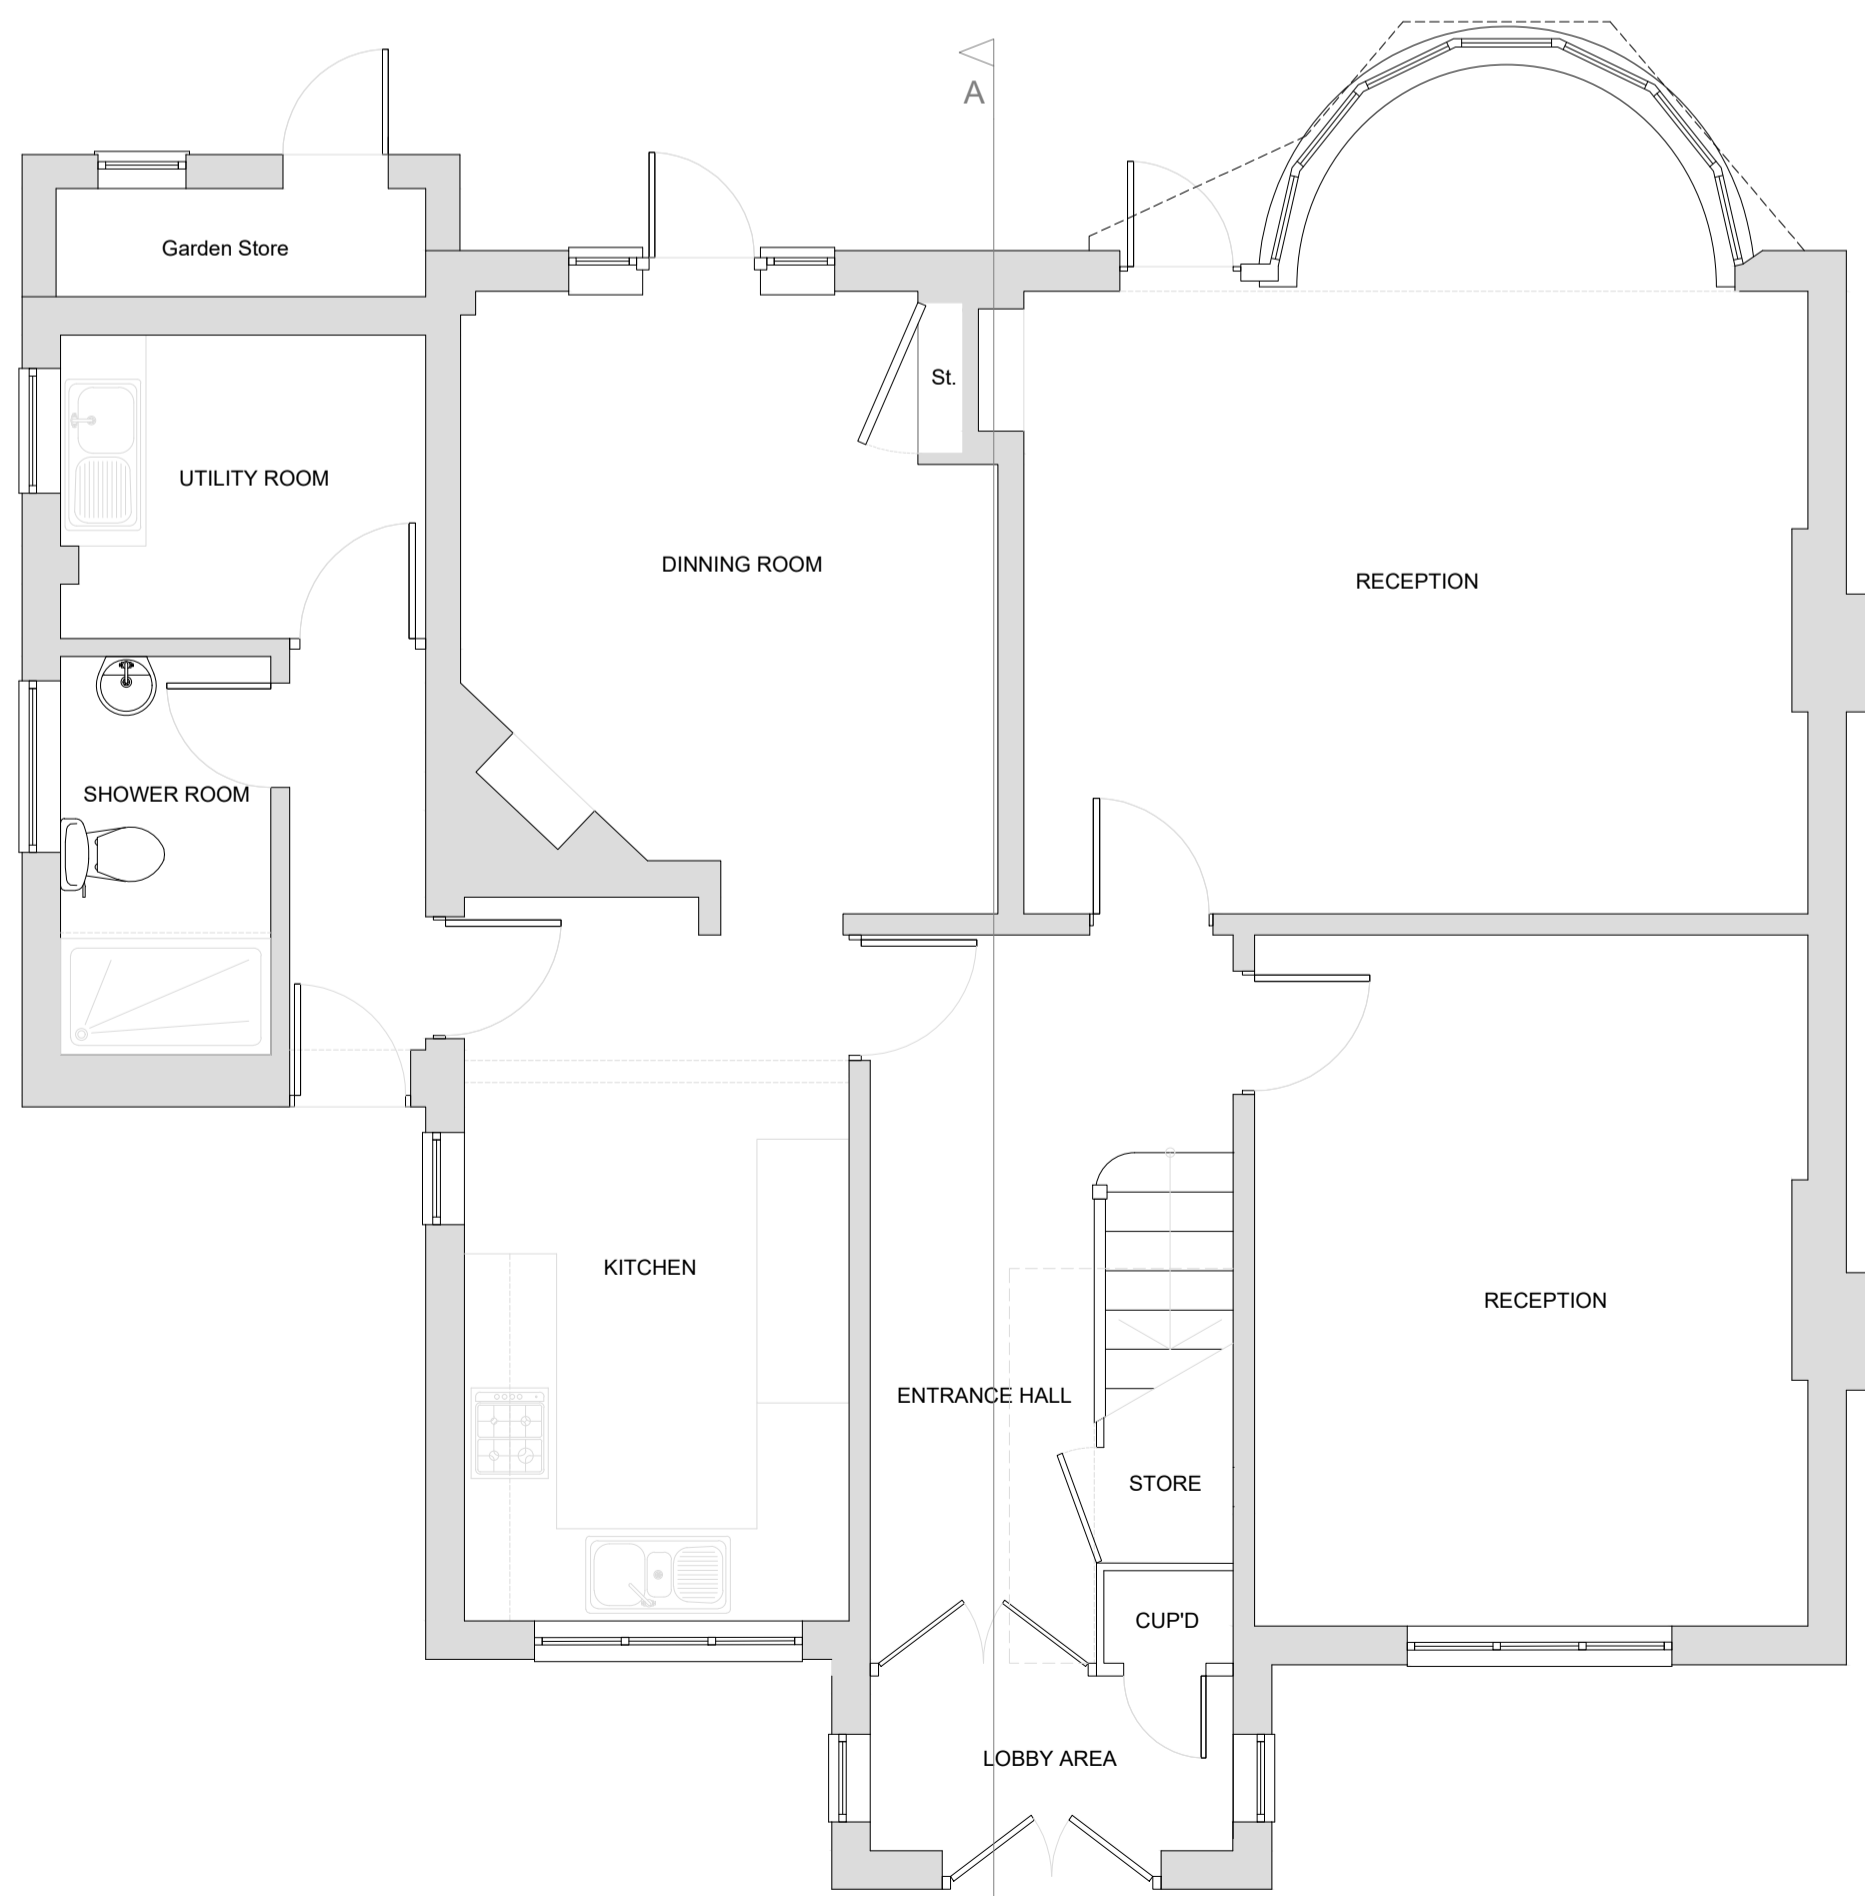 A
Garden Store
St.
UTILITY ROOM
DINNING ROOM
RECEPTION
SHOWER ROOM
KITCHEN
RECEPTION
ENTRANCE HALL
STORE
CUP'D
LOBBY AREA